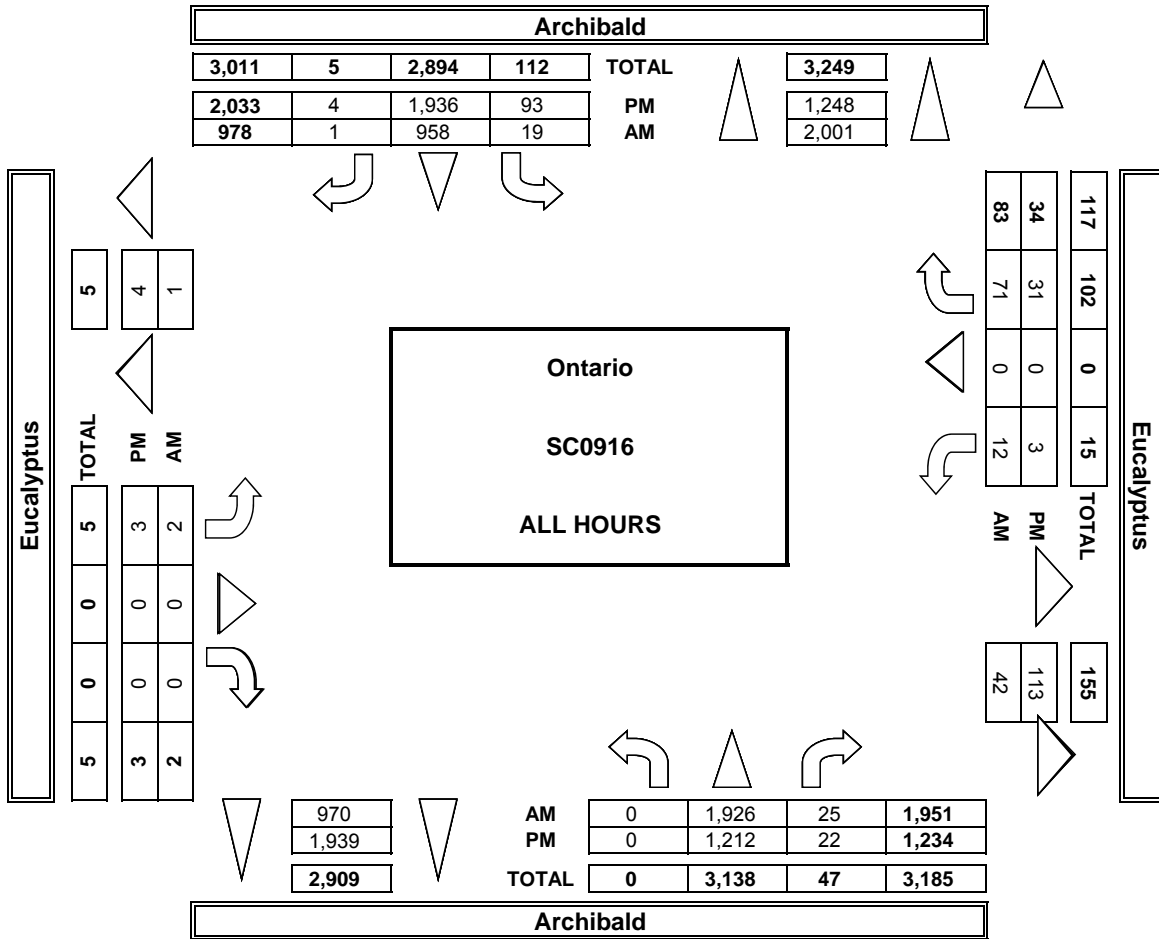 Archibald
3,011 5 2,894 112 TOTAL 3,249
2,033 4 1,936 93 PM 1,248
978 1 958 19 AM 2,001
Eucalyptus
5 4 1
TOTAL PM AM
5 3 2
0 0 0
0 0 0
5 3 2
Ontario
SC0916
ALL HOURS
83 34 117
71 31 102
0 0 0
12 3 15
AM PM TOTAL
42 113 155
Eucalyptus
970 AM 0 1,926 25 1,951
1,939 PM 0 1,212 22 1,234
2,909 TOTAL 0 3,138 47 3,185
Archibald